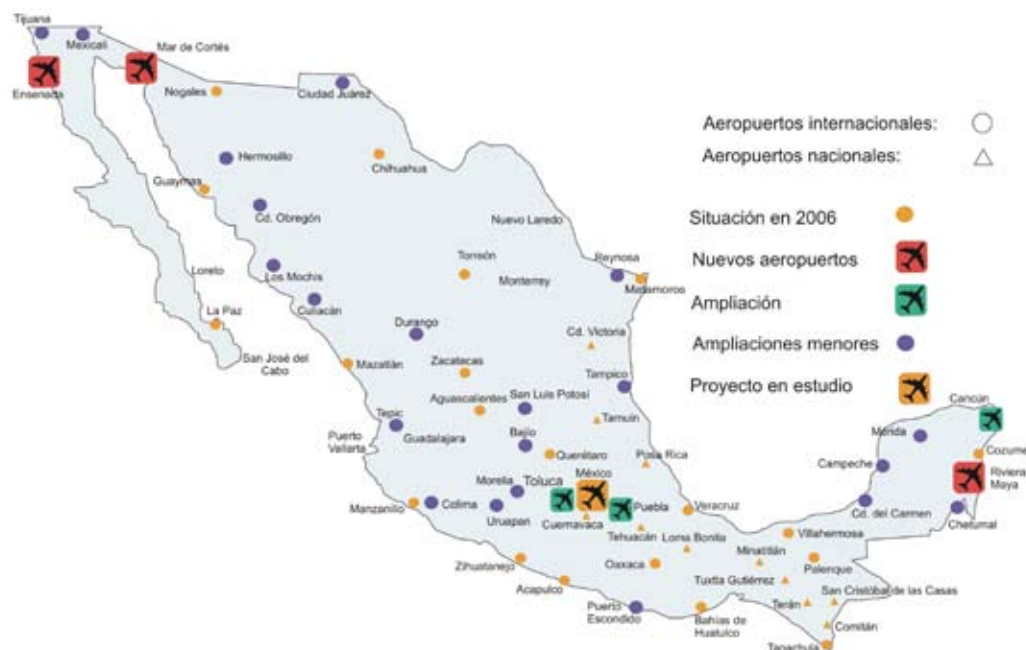 Tijuana
Mexicali
Mar de Cortés
Ensenada
Nogales
Ciudad Juárez
Aeropuertos internacionales:
Aeropuertos nacionales:
Hermosillo
Chihuahua
Guaymas
Cd. Obregón
Nuevo Laredo
Situación en 2006
Reynosa
Nuevos aeropuertos
Torreón
Monterrey
Matamoros
Loreto
Los Mochis
La Paz
Culiacán
Ampliación
Durango
Cd. Victoria
San José del
Cabo
Mazatlán
Zacatecas
Ampliaciones menores
Tampico
Proyecto en estudio
Aguascalientes
San Luis Potosí
Cancún
Tepic
Tamuín
Mérida
Puerto
Vallarta
Guadalajara
Bajío
Querétaro
Posa Rica
Cozumel
Campeche
Riviera
Maya
Morelia
Toluca
México
Manzanillo
Colima
Uruapan
Puebla
Veracruz
Cuernavaca
Cd. del Carmen
Chetumal
Tehuacán
Loma Bonita
Villahermosa
Minatitlán
Zihuatanejo
Oaxaca
Palenque
Tuxtla Gutiérrez
San Cristóbal de las Casas
Acapulco
Puerto
Escondido
Bahías de
Huatulco
Terán
Comitán
Tapachula